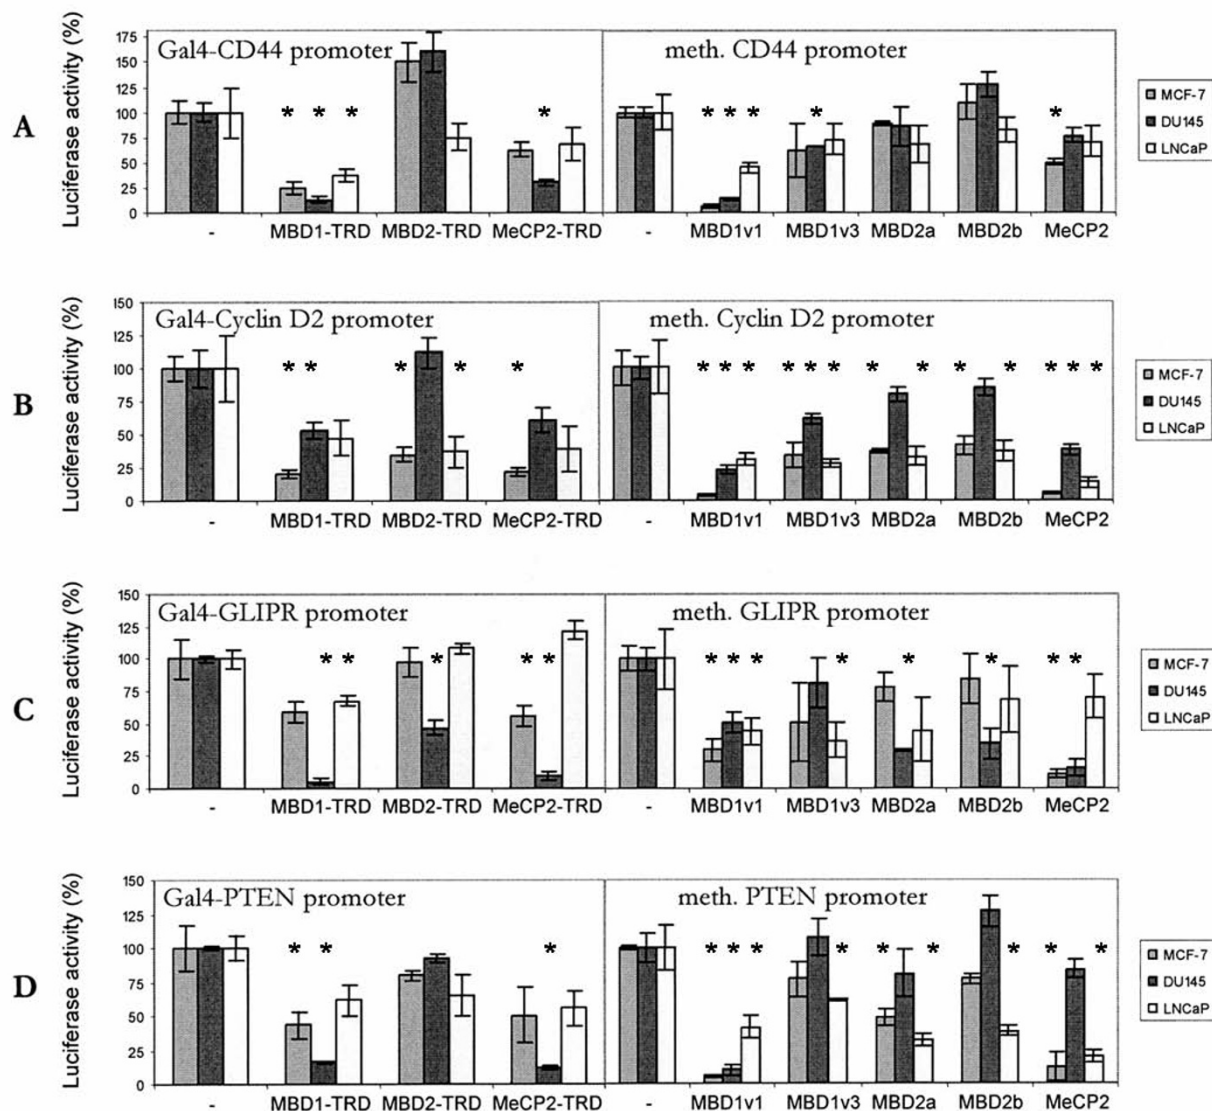 A
Luciferase activity (%)
175
150
125
100
75
50
25
0
Gal4-CD44 promoter
meth. CD44 promoter
* * *
*
* * *
*
*
MCF-7
DU145
LNCaP
- MBD1-TRD MBD2-TRD MeCP2-TRD - MBD1v1 MBD1v3 MBD2a MBD2b MeCP2
B
Luciferase activity (%)
150
125
100
75
50
25
0
Gal4-Cyclin D2 promoter
meth. Cyclin D2 promoter
* *
* *
*
* * *
* * *
* *
* *
* * *
MCF-7
DU145
LNCaP
- MBD1-TRD MBD2-TRD MeCP2-TRD - MBD1v1 MBD1v3 MBD2a MBD2b MeCP2
C
Luciferase activity (%)
150
125
100
75
50
25
0
Gal4-GLIPR promoter
meth. GLIPR promoter
* *
*
* *
* * *
*
*
*
* *
MCF-7
DU145
LNCaP
- MBD1-TRD MBD2-TRD MeCP2-TRD - MBD1v1 MBD1v3 MBD2a MBD2b MeCP2
D
Luciferase activity (%)
150
125
100
75
50
25
0
Gal4-PTEN promoter
meth. PTEN promoter
* *
*
* * *
*
* *
*
* *
MCF-7
DU145
LNCaP
- MBD1-TRD MBD2-TRD MeCP2-TRD - MBD1v1 MBD1v3 MBD2a MBD2b MeCP2